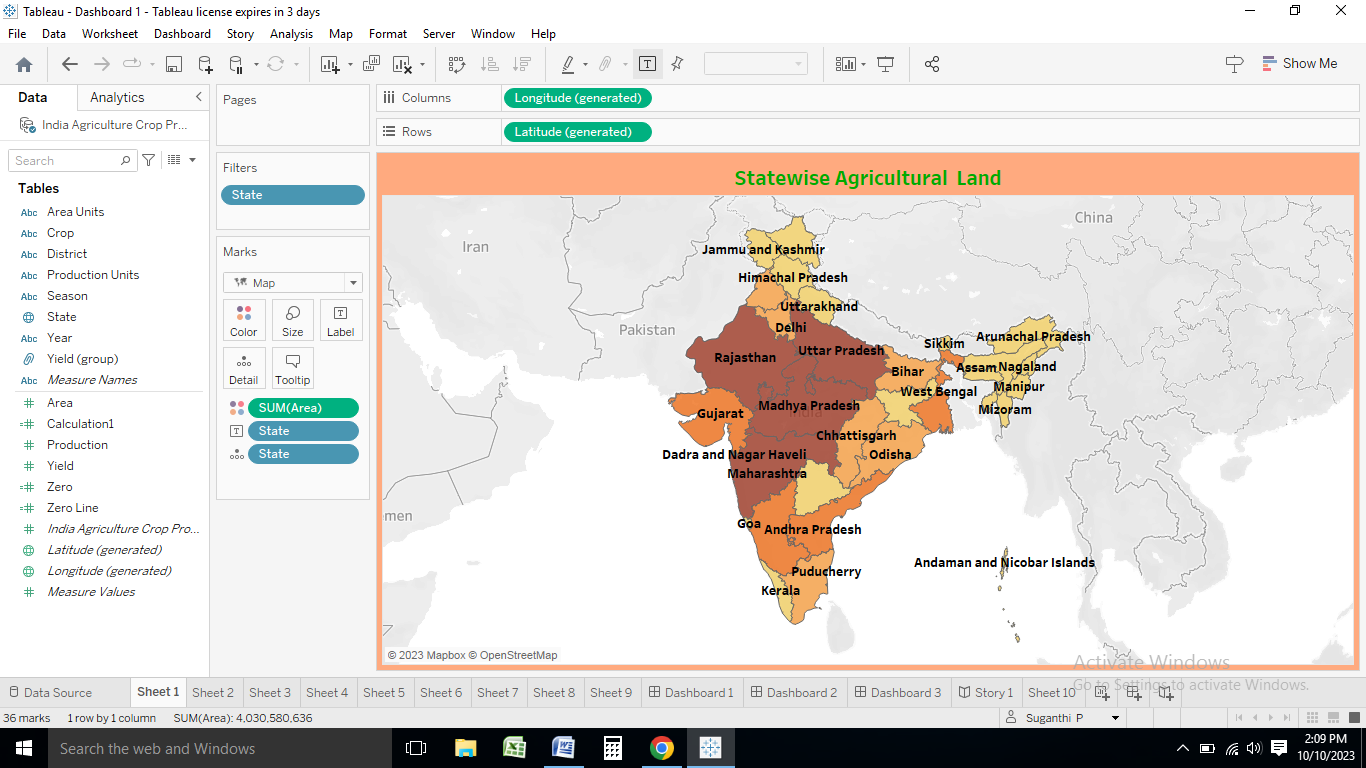 Tableau - Dashboard 1 - Tableau license expires in 3 days
File Data Worksheet Dashboard Story Analysis Map Format Server Window Help
Show Me
Data Analytics
India Agriculture Crop Pr...
Search
Tables
Abc Area Units
Abc Crop
Abc District
Abc Production Units
Abc Season
State
Abc Year
Yield (group)
Abc Measure Names
Area
Calculation1
Production
Yield
Zero
Zero Line
India Agriculture Crop Pro...
Latitude (generated)
Longitude (generated)
Measure Values
Pages
Filters
State
Marks
Map
Color Size Label
Detail Tooltip
SUM(Area)
State
State
Columns Longitude (generated)
Rows Latitude (generated)
Statewise Agricultural Land
China
Iran
Jammu and Kashmir
Himachal Pradesh
Uttarakhand
Pakistan
Delhi
Arunachal Pradesh
Sikkim
Uttar Pradesh
Rajasthan
Assam Nagaland
Bihar
Manipur
West Bengal
Madhya Pradesh
India
Mizoram
Gujarat
Chhattisgarh
Dadra and Nagar Haveli
Odisha
Maharashtra
men
Goa
Andhra Pradesh
Andaman and Nicobar Islands
Puducherry
Kerala
© 2023 Mapbox © OpenStreetMap
Activate Windows
Go to Settings to activate Windows.
Data Source Sheet 1 Sheet 2 Sheet 3 Sheet 4 Sheet 5 Sheet 6 Sheet 7 Sheet 8 Sheet 9 Dashboard 1 Dashboard 2 Dashboard 3 Story 1 Sheet 10
36 marks 1 row by 1 column SUM(Area): 4,030,580,636
Suganthi P
Search the web and Windows
2:09 PM
10/10/2023